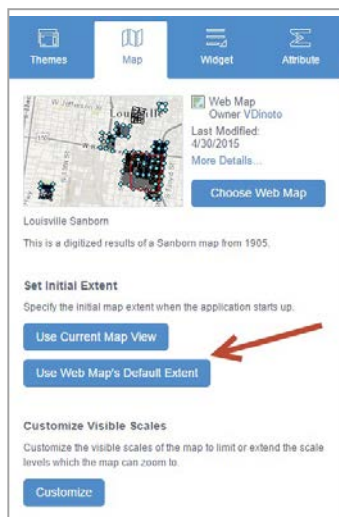 Themes
Map
Widget
Attribute
Louisville
Web Map
Owner VDinoto
Last Modified:
4/30/2015
More Details...
Choose Web Map
Louisville Sanborn
This is a digitized results of a Sanborn map from 1905.
Set Initial Extent
Specify the initial map extent when the application starts up.
Use Current Map View
Use Web Map's Default Extent
Customize Visible Scales
Customize the visible scales of the map to limit or extend the scale
levels which the map can zoom to.
Customize